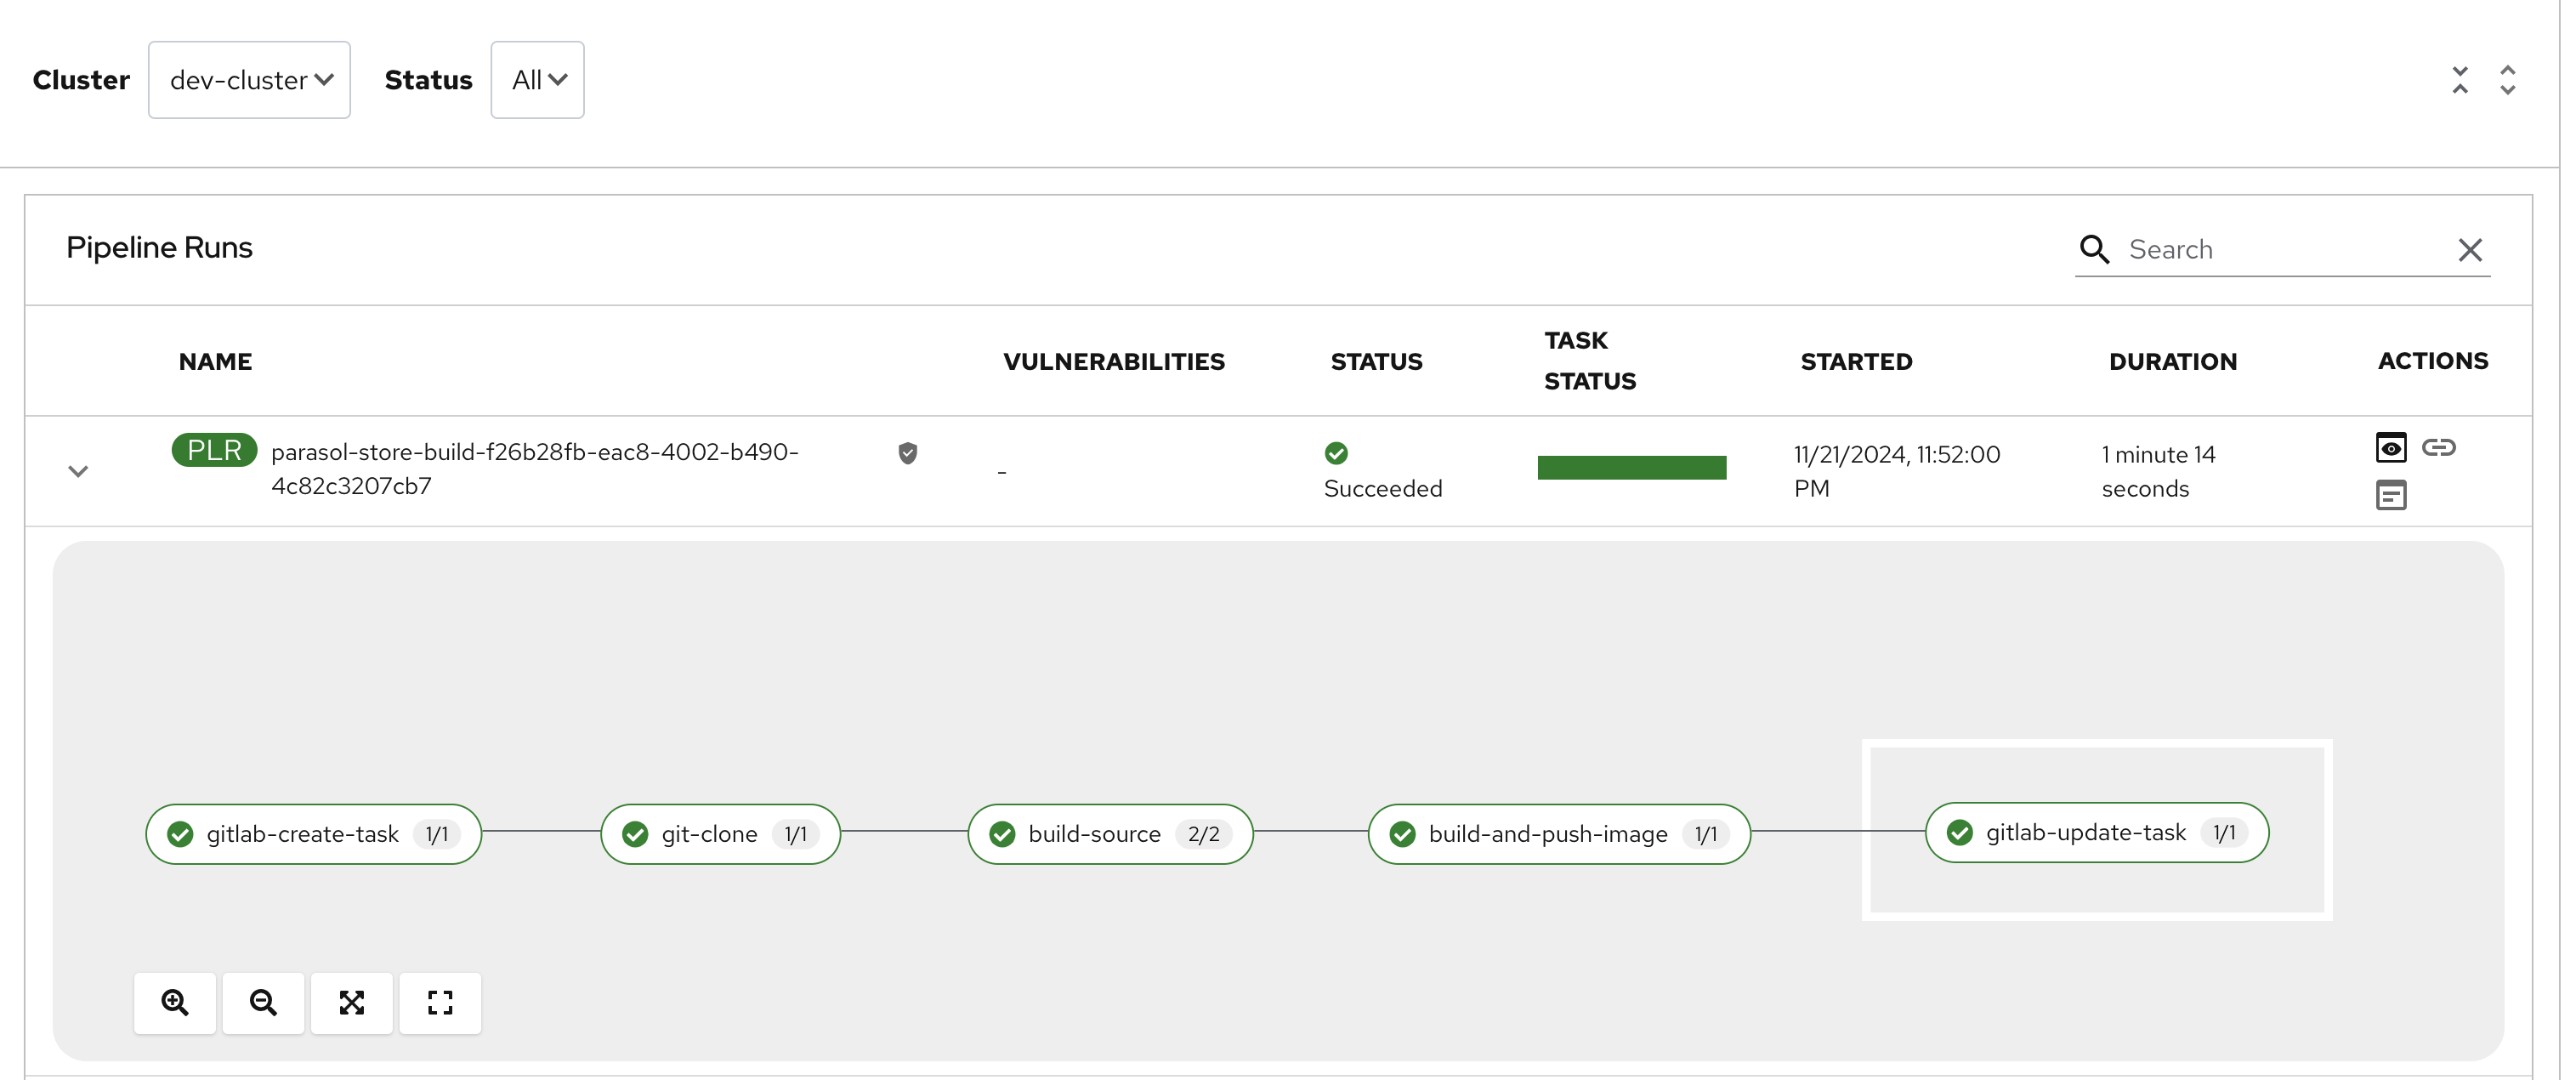 Cluster dev-cluster Status All
Pipeline Runs
Search
NAME VULNERABILITIES STATUS TASK STATUS STARTED DURATION ACTIONS
PLR parasol-store-build-f26b28fb-eac8-4002-b490-
4c82c3207cb7
-
Succeeded
11/21/2024, 11:52:00
PM
1 minute 14
seconds
gitlab-create-task 1/1
git-clone 1/1
build-source 2/2
build-and-push-image 1/1
gitlab-update-task 1/1